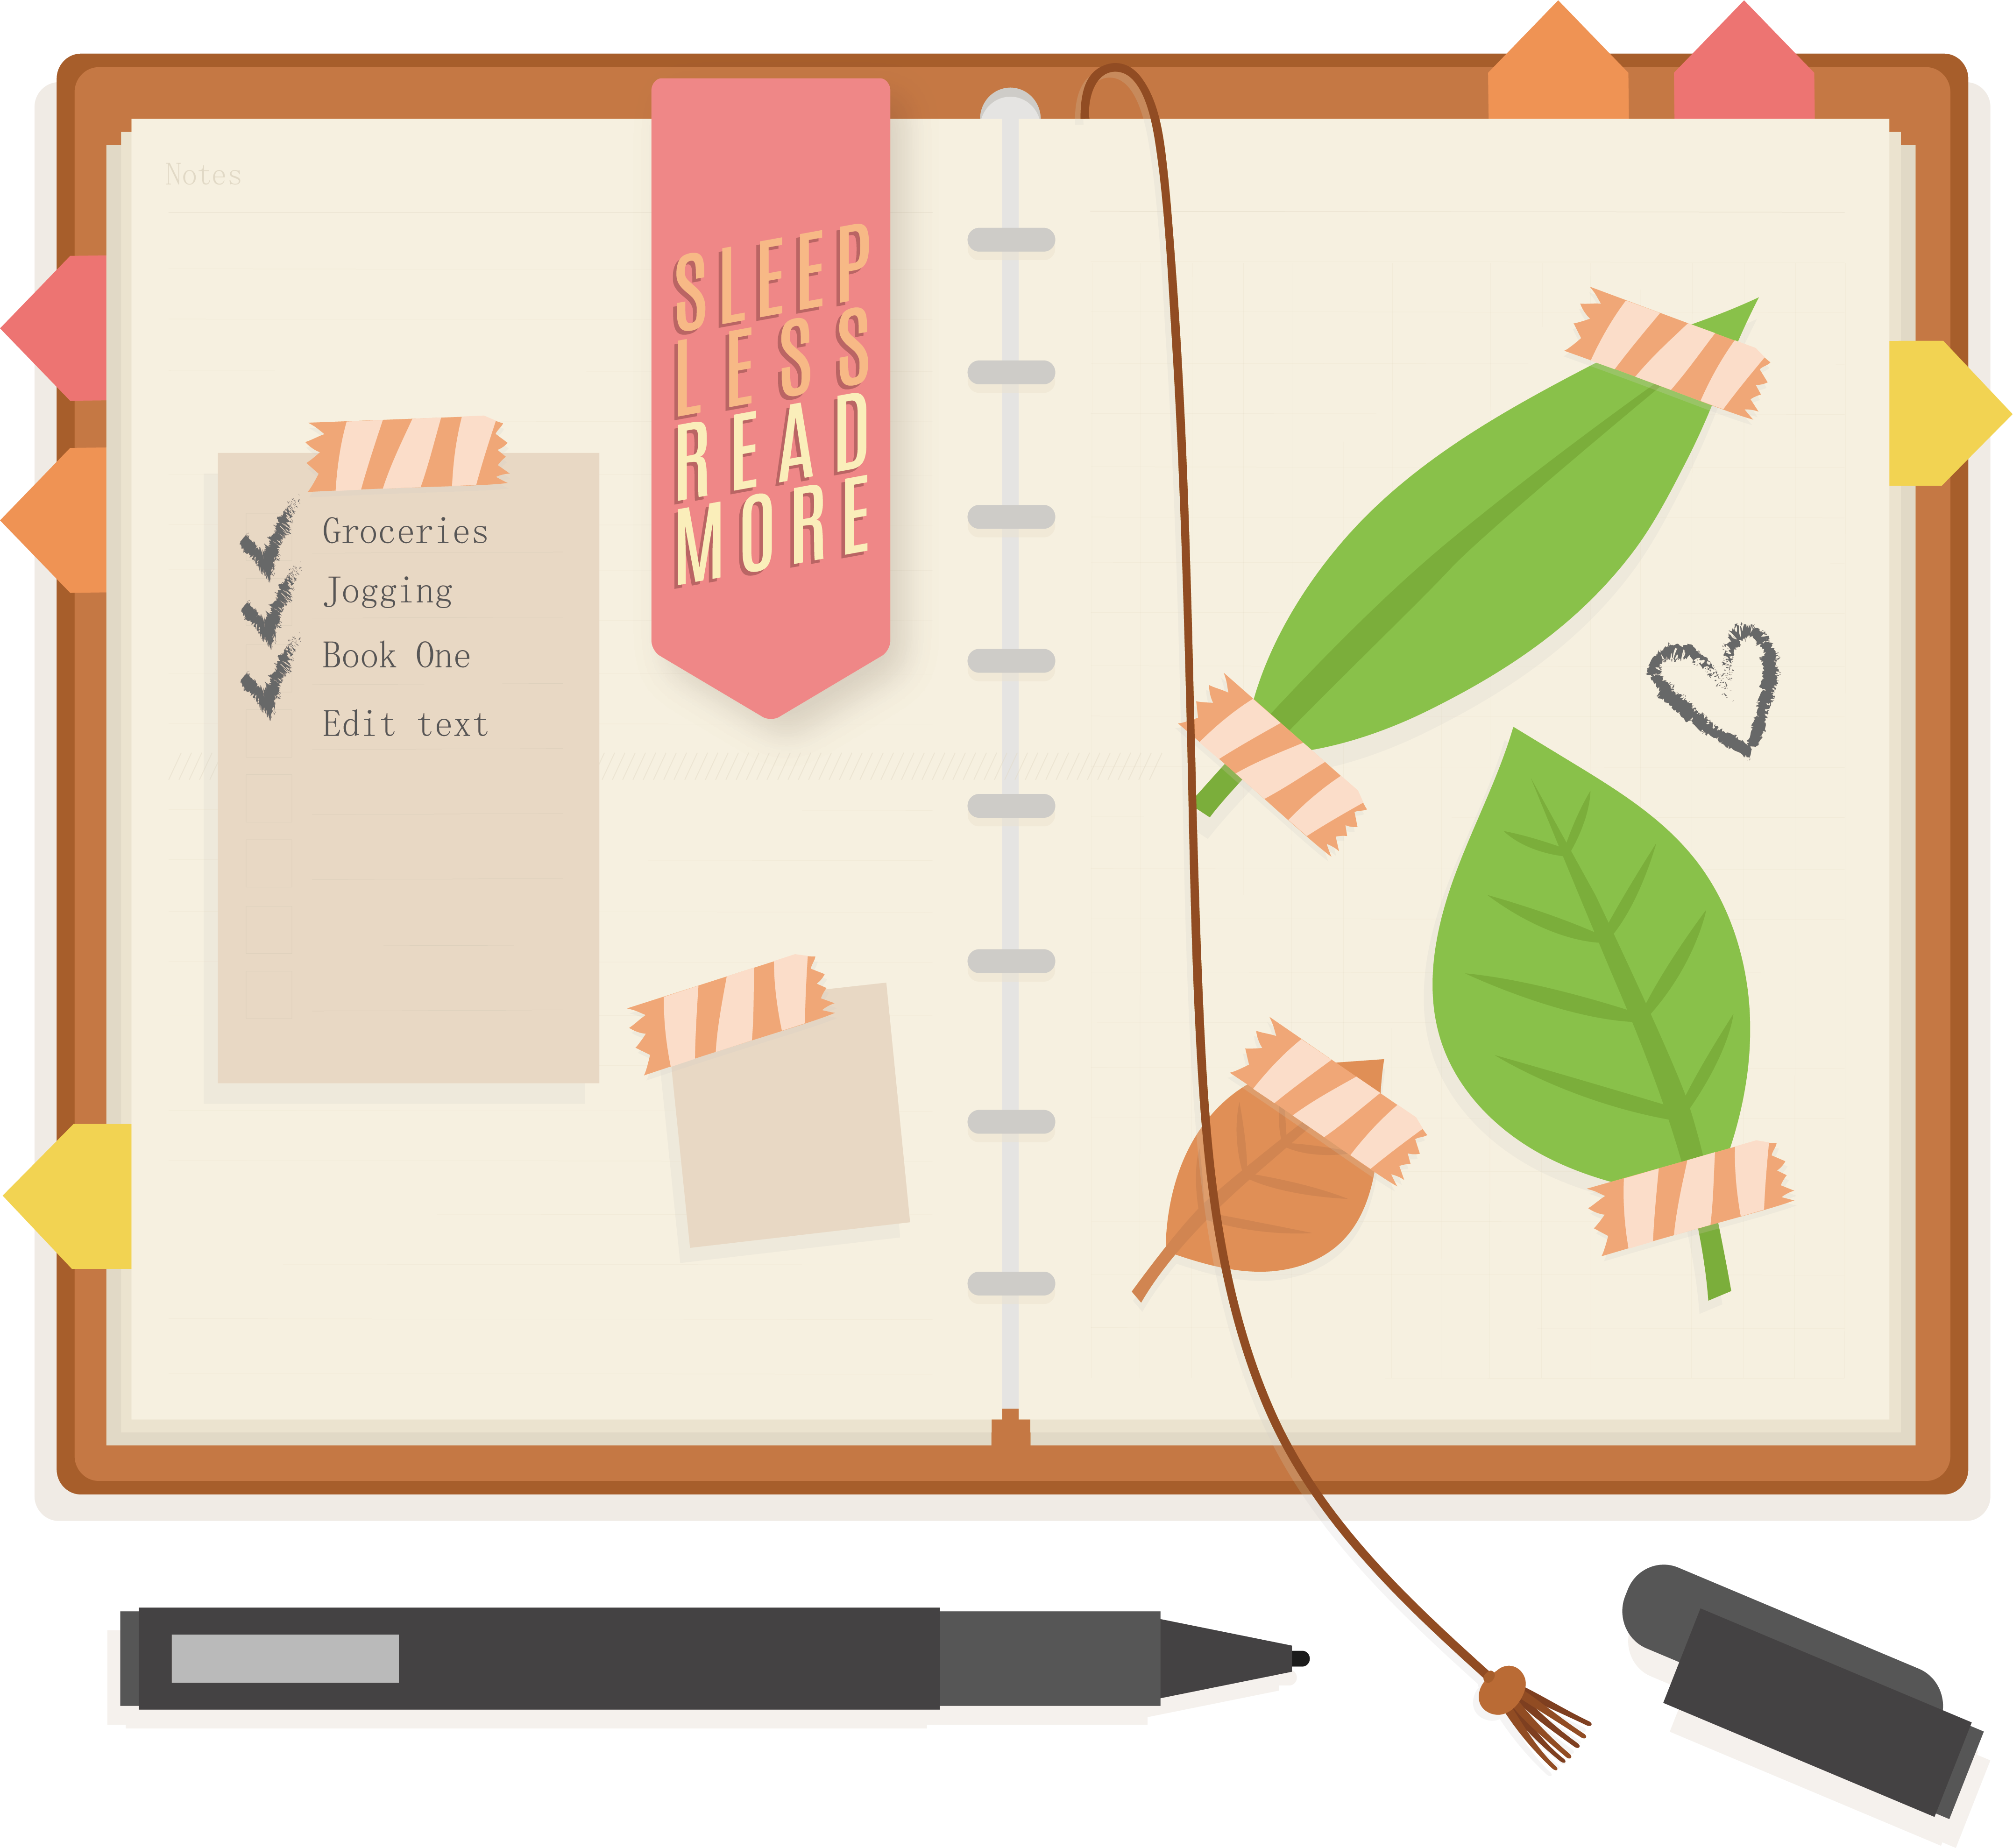 Notes
SLEEP
LESS
READ
MORE
Groceries
Jogging
Book One
Edit text